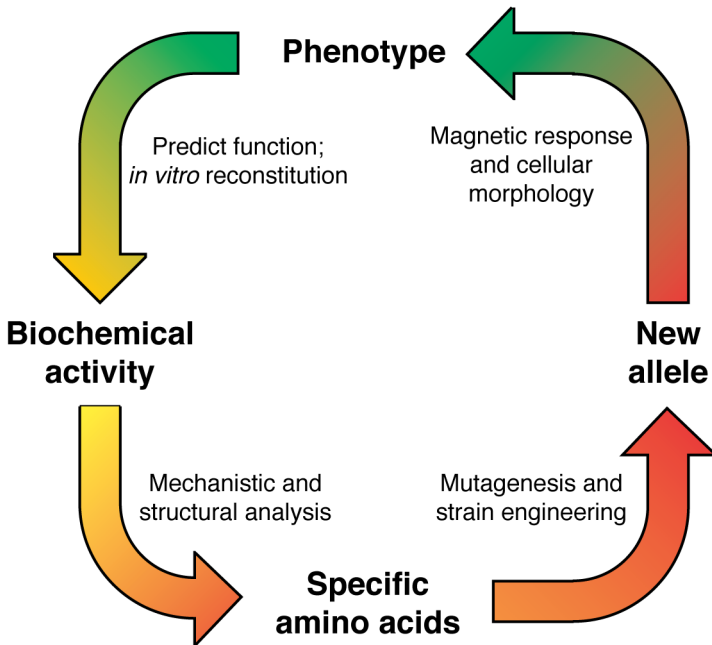 Phenotype
Predict function;
in vitro reconstitution
Magnetic response
and cellular
morphology
Biochemical
activity
New
allele
Mechanistic and
structural analysis
Mutagenesis and
strain engineering
Specific
amino acids